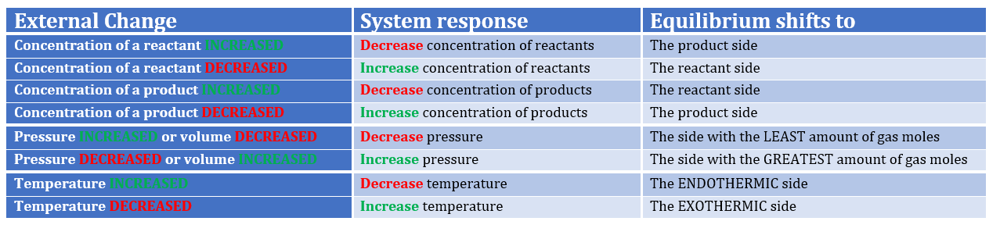 External Change System response Equilibrium shifts to
Concentration of a reactant INCREASED Decrease concentration of reactants The product side
Concentration of a reactant DECREASED Increase concentration of reactants The reactant side
Concentration of a product INCREASED Decrease concentration of products The reactant side
Concentration of a product DECREASED Increase concentration of products The product side
Pressure INCREASED or volume DECREASED Decrease pressure The side with the LEAST amount of gas moles
Pressure DECREASED or volume INCREASED Increase pressure The side with the GREATEST amount of gas moles
Temperature INCREASED Decrease temperature The ENDOTHERMIC side
Temperature DECREASED Increase temperature The EXOTHERMIC side